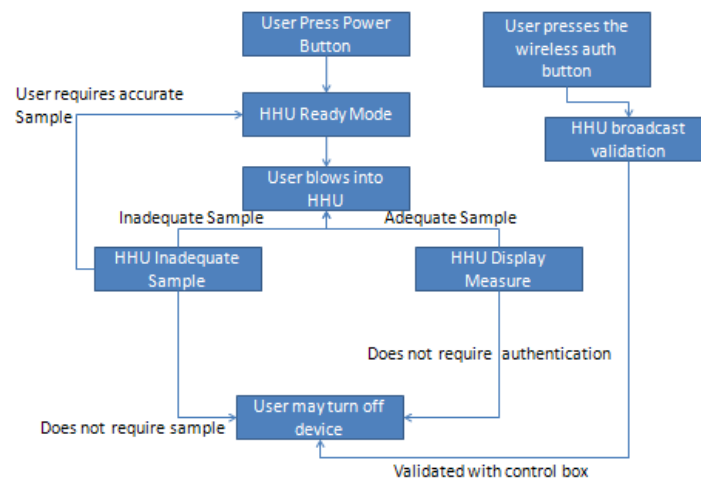 User Press Power
Button
User presses the
wireless auth
button
User requires accurate
Sample
HHU Ready Mode
HHU broadcast
validation
User blows into
HHU
Inadequate Sample
Adequate Sample
HHU Inadequate
Sample
HHU Display
Measure
Does not require authentication
User may turn off
device
Does not require sample
Validated with control box